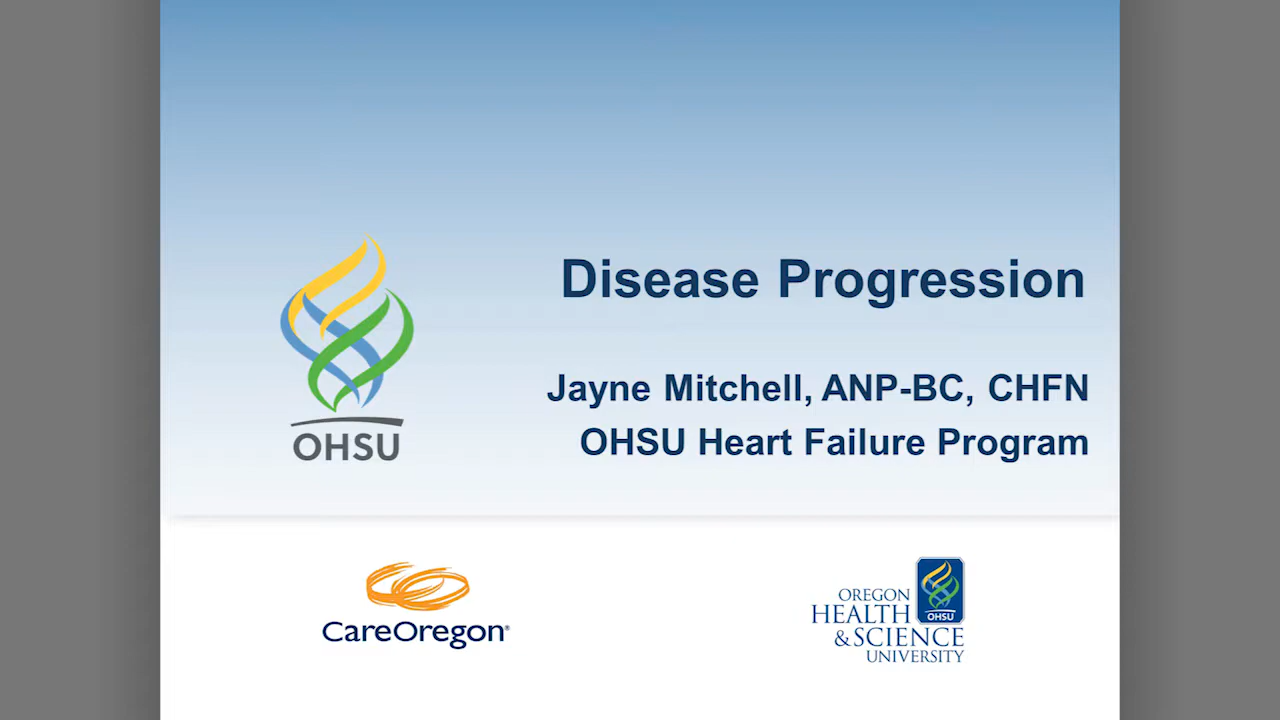 Disease Progression
Jayne Mitchell, ANP-BC, CHFN
OHSU Heart Failure Program
OHSU
CareOregon®
OREGON
HEALTH
&SCIENCE
UNIVERSITY
OHSU